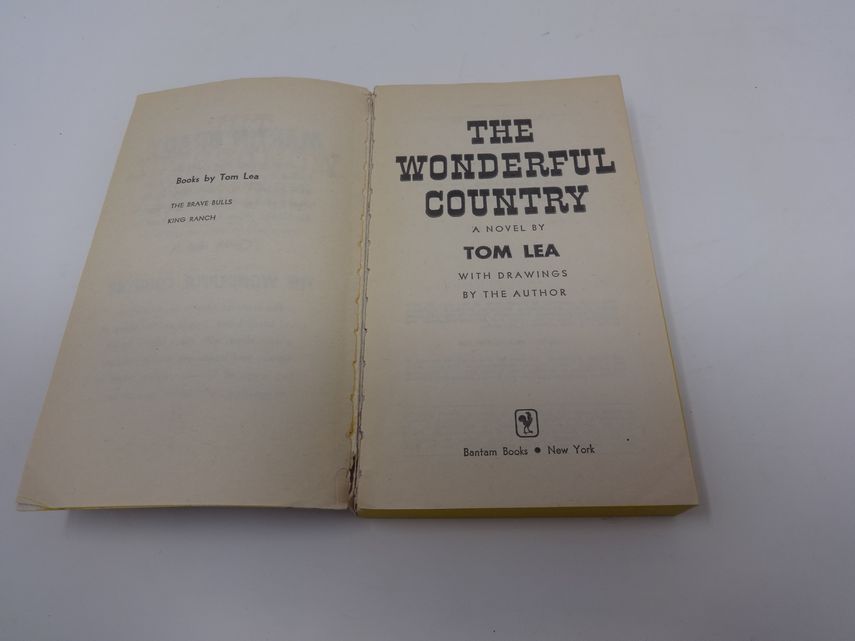 Books by Tom Lea
THE BRAVE BULLS
KING RANCH
THE
WONDERFUL
COUNTRY
A NOVEL BY
TOM LEA
WITH DRAWINGS
BY THE AUTHOR
Bantam Books ● New York